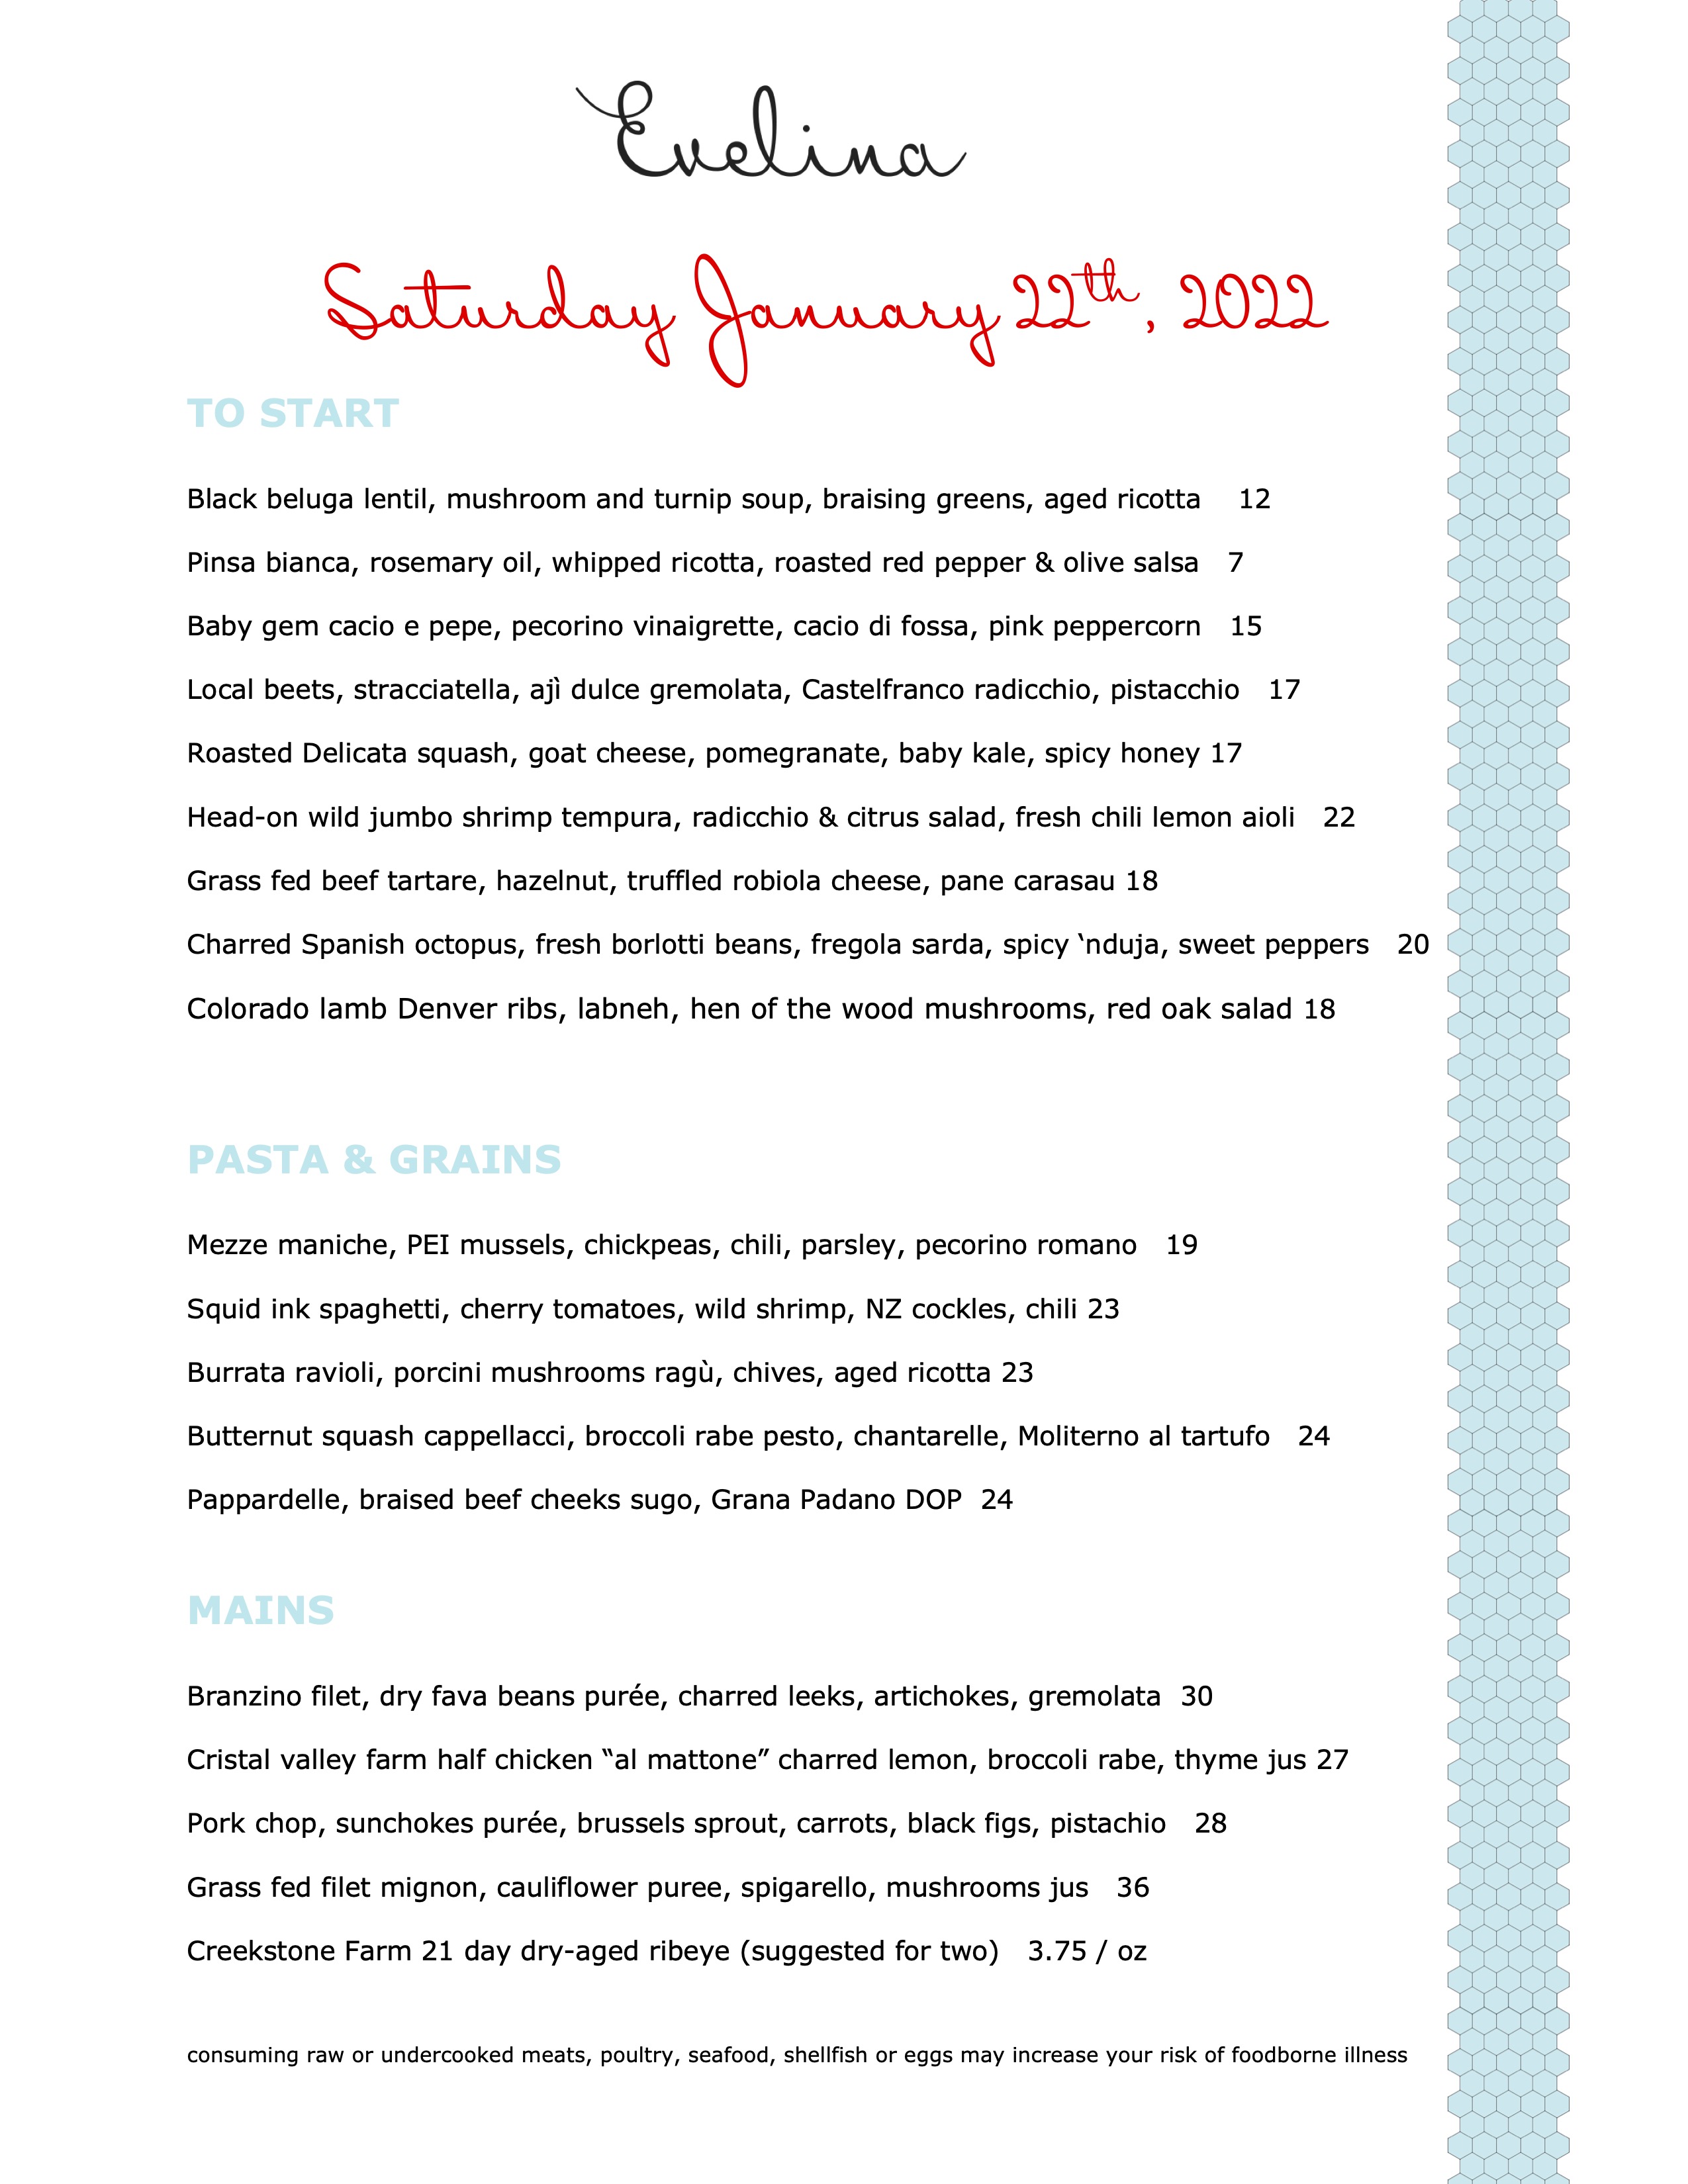 Evelina
Saturday January 22th, 2022
TO START
Black beluga lentil, mushroom and turnip soup, braising greens, aged ricotta 12
Pinsa bianca, rosemary oil, whipped ricotta, roasted red pepper & olive salsa 7
Baby gem cacio e pepe, pecorino vinaigrette, cacio di fossa, pink peppercorn 15
Local beets, stracciatella, ajì dulce gremolata, Castelfranco radicchio, pistacchio 17
Roasted Delicata squash, goat cheese, pomegranate, baby kale, spicy honey 17
Head-on wild jumbo shrimp tempura, radicchio & citrus salad, fresh chili lemon aioli 22
Grass fed beef tartare, hazelnut, truffled robiola cheese, pane carasau 18
Charred Spanish octopus, fresh borlotti beans, fregola sarda, spicy ‘nduja, sweet peppers 20
Colorado lamb Denver ribs, labneh, hen of the wood mushrooms, red oak salad 18
PASTA & GRAINS
Mezze maniche, PEI mussels, chickpeas, chili, parsley, pecorino romano 19
Squid ink spaghetti, cherry tomatoes, wild shrimp, NZ cockles, chili 23
Burrata ravioli, porcini mushrooms ragù, chives, aged ricotta 23
Butternut squash cappellacci, broccoli rabe pesto, chantarelle, Moliterno al tartufo 24
Pappardelle, braised beef cheeks sugo, Grana Padano DOP 24
MAINS
Branzino filet, dry fava beans purée, charred leeks, artichokes, gremolata 30
Cristal valley farm half chicken “al mattone” charred lemon, broccoli rabe, thyme jus 27
Pork chop, sunchokes purée, brussels sprout, carrots, black figs, pistachio 28
Grass fed filet mignon, cauliflower puree, spigarello, mushrooms jus 36
Creekstone Farm 21 day dry-aged ribeye (suggested for two) 3.75 / oz
consuming raw or undercooked meats, poultry, seafood, shellfish or eggs may increase your risk of foodborne illness